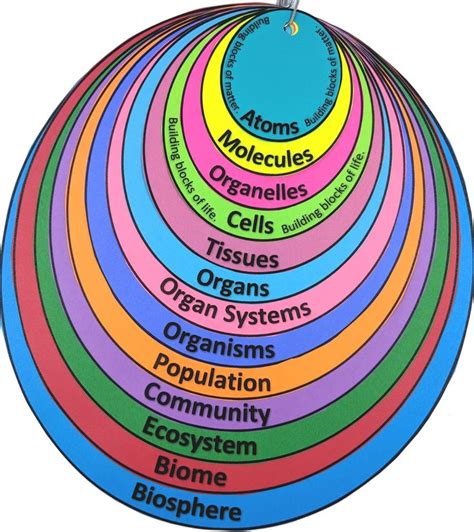 Building blocks of matter.
Building blocks of matter.
Atoms
Molecules
Organelles
Building blocks of life.
Cells
Building blocks of life.
Tissues
Organs
Organ Systems
Organisms
Population
Community
Ecosystem
Biome
Biosphere